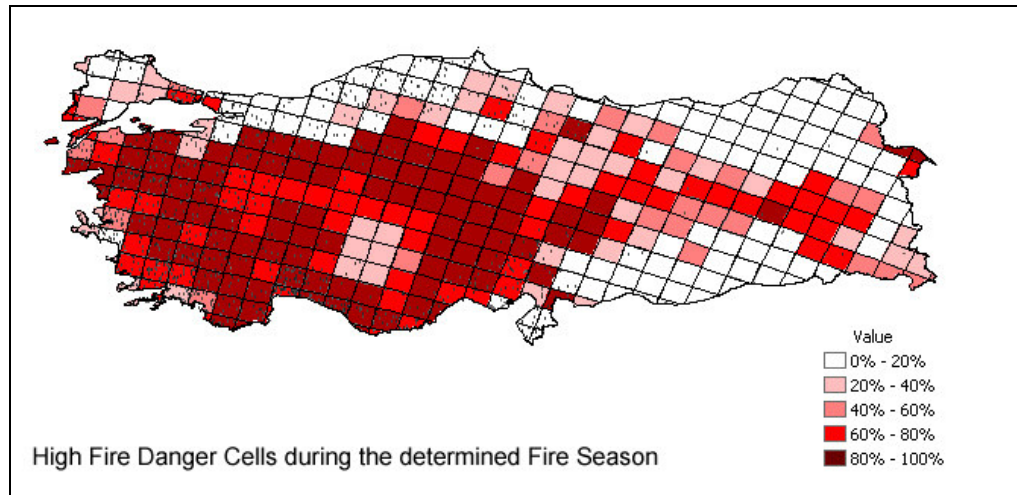 Value
0% - 20%
20% - 40%
40% - 60%
60% - 80%
80% - 100%
High Fire Danger Cells during the determined Fire Season